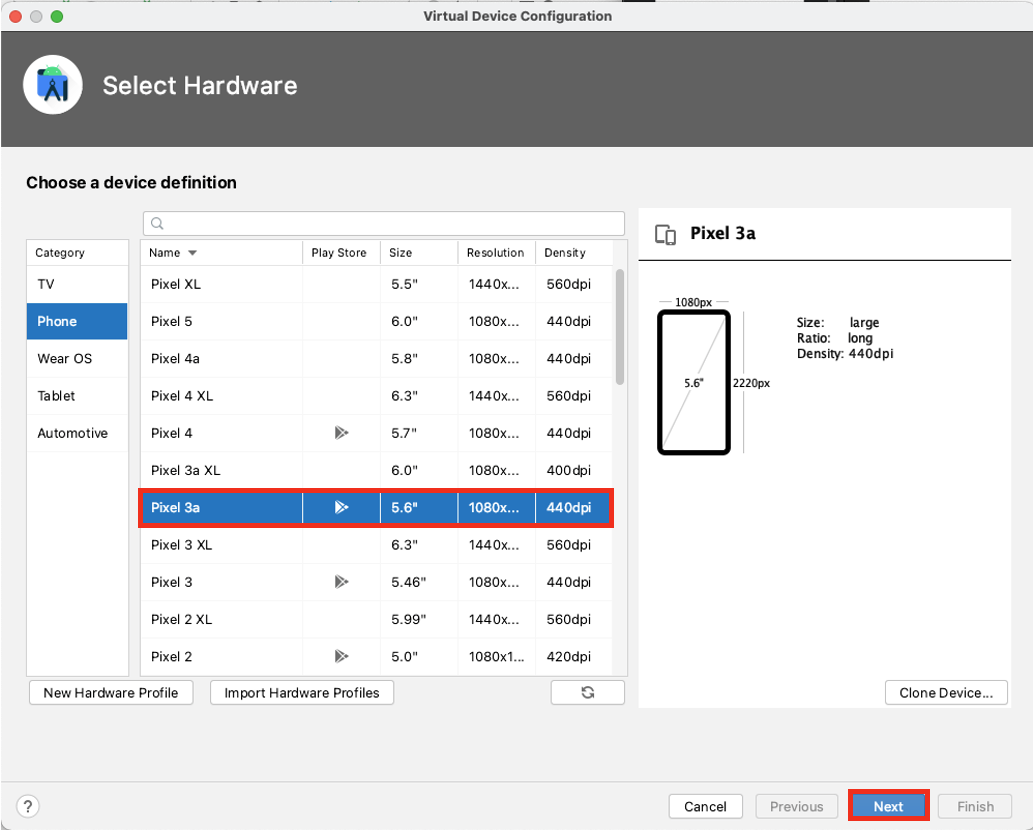 Virtual Device Configuration
Select Hardware
Choose a device definition
Category
TV
Phone
Wear OS
Tablet
Automotive
Name Play Store Size Resolution Density
Pixel XL 5.5" 1440x... 560dpi
Pixel 5 6.0" 1080x... 440dpi
Pixel 4a 5.8" 1080x... 440dpi
Pixel 4 XL 6.3" 1440x... 560dpi
Pixel 4 5.7" 1080x... 440dpi
Pixel 3a XL 6.0" 1080x... 400dpi
Pixel 3a 5.6" 1080x... 440dpi
Pixel 3 XL 6.3" 1440x... 560dpi
Pixel 3 5.46" 1080x... 440dpi
Pixel 2 XL 5.99" 1440x... 560dpi
Pixel 2 5.0" 1080x1... 420dpi
New Hardware Profile
Import Hardware Profiles
Pixel 3a
1080px
5.6"
2220px
Size: large
Ratio: long
Density: 440dpi
Clone Device...
?
Cancel
Previous
Next
Finish